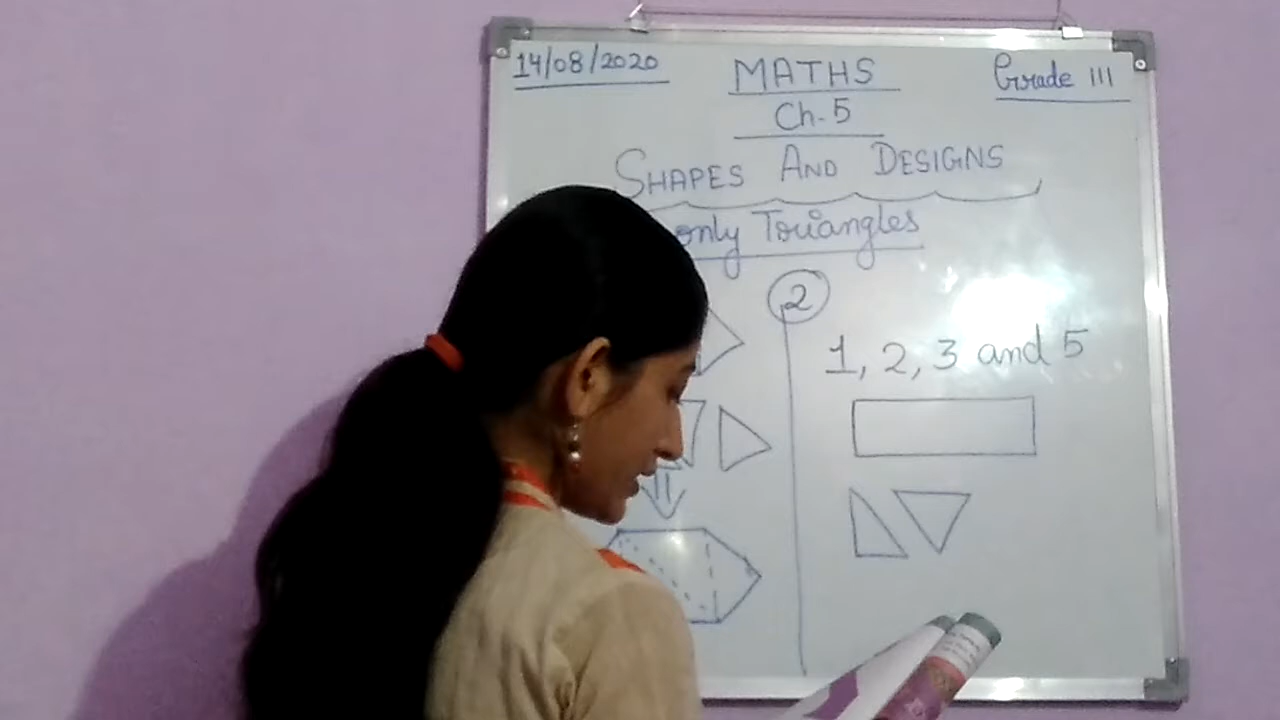 14/08/2020
MATHS
Grade III
Ch. 5
SHAPES AND DESIGNS
only Triangles
2
1, 2, 3 and 5